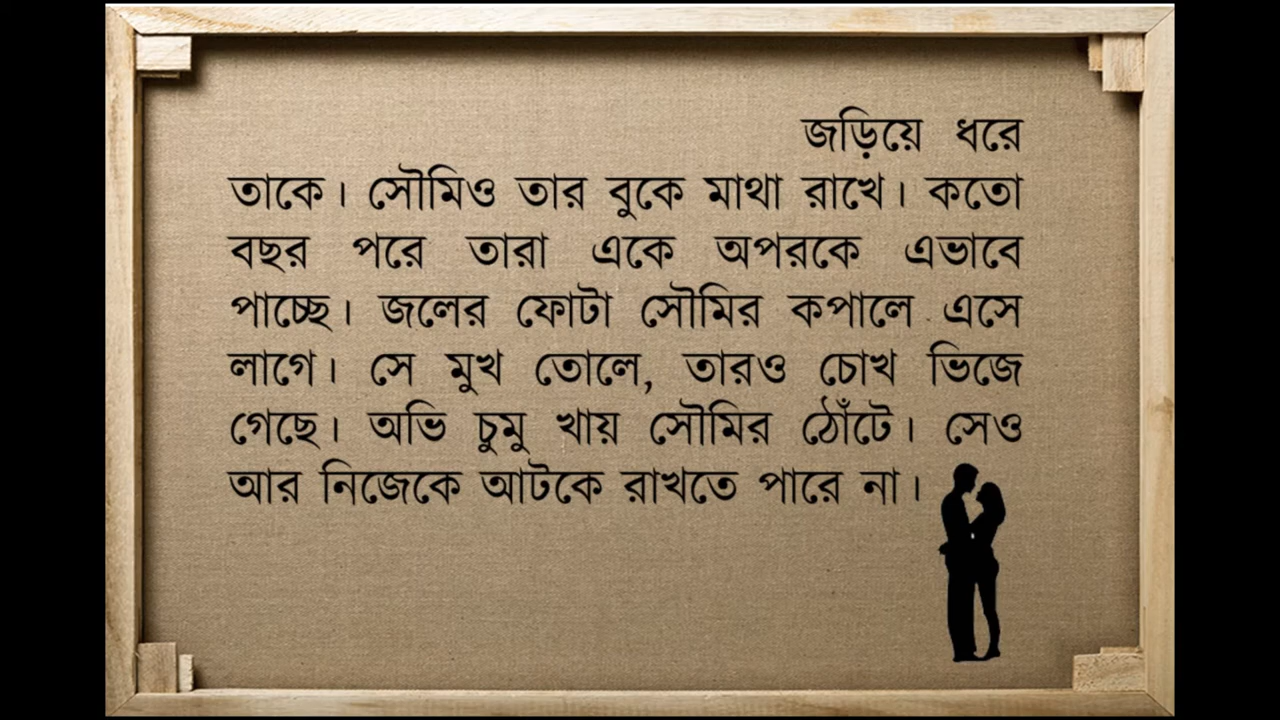 জড়িয়ে ধরে
তাকে। সৌমিও তার বুকে মাথা রাখে। কতো
বছর পরে তারা একে অপরকে এভাবে
পাচ্ছে। জলের ফোটা সৌমির কপালে এসে
লাগে। সে মুখ তোলে, তারও চোখ ভিজে
গেছে। অভি চুমু খায় সৌমির ঠোঁটে। সেও
আর নিজেকে আটকে রাখতে পারে না।